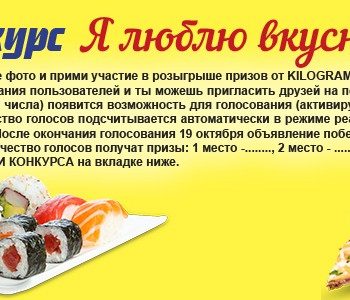 курс Я люблю вкусн
е фото и прими участие в розыгрыше призов от KILOGRAM
ания пользователей и ты можешь пригласить друзей на по
числа) появится возможность для голосования (активиру
ство голосов подсчитывается автоматически в режиме реа
После окончания голосования 19 октября объявление побе
чество голосов получат призы: 1 место -........, 2 место - ......
И КОНКУРСА на вкладке ниже.